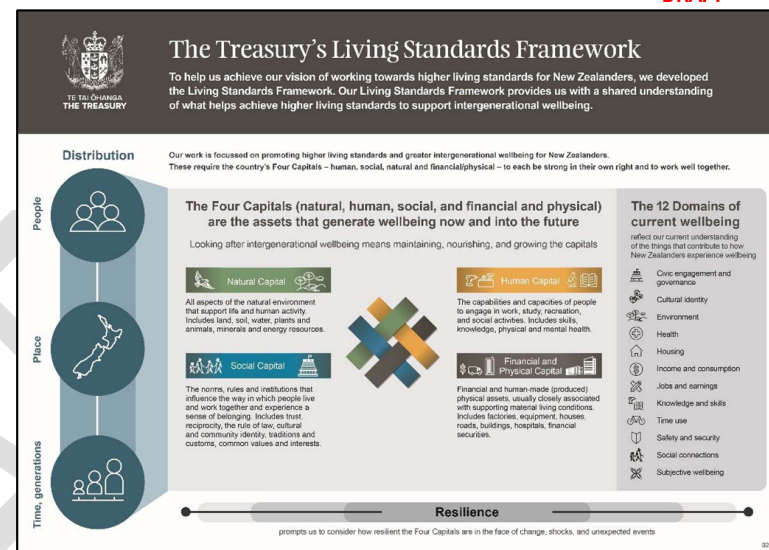 TE TAI ŌHANGA
THE TREASURY
The Treasury's Living Standards Framework
To help us achieve our vision of working towards higher living standards for New Zealanders, we developed
the Living Standards Framework. Our Living Standards Framework provides us with a shared understanding
of what helps achieve higher living standards to support intergenerational wellbeing.
Distribution
People
Place
Time, generations
Our work is focussed on promoting higher living standards and greater intergenerational wellbeing for New Zealanders.
These require the country's Four Capitals – human, social, natural and financial/physical – to each be strong in their own right and to work well together.
The Four Capitals (natural, human, social, and financial and physical)
are the assets that generate wellbeing now and into the future
Looking after intergenerational wellbeing means maintaining, nourishing, and growing the capitals
Natural Capital
All aspects of the natural environment
that support life and human activity.
Includes land, soil, water, plants and
animals, minerals and energy resources.
Human Capital
The capabilities and capacities of people
to engage in work, study, recreation,
and social activities. Includes skills,
knowledge, physical and mental health.
Social Capital
The norms, rules and institutions that
influence the way in which people live
and work together and experience a
sense of belonging. Includes trust,
reciprocity, the rule of law, cultural
and community identity, traditions and
customs, common values and interests.
Financial and
Physical Capital
Financial and human-made (produced)
physical assets, usually closely associated
with supporting material living conditions.
Includes factories, equipment, houses,
roads, buildings, hospitals, financial
securities.
The 12 Domains of
current wellbeing
reflect our current understanding
of the things that contribute to how
New Zealanders experience wellbeing
Civic engagement and
governance
Cultural identity
Environment
Health
Housing
Income and consumption
Jobs and earnings
Knowledge and skills
Time use
Safety and security
Social connections
Subjective wellbeing
Resilience
prompts us to consider how resilient the Four Capitals are in the face of change, shocks, and unexpected events